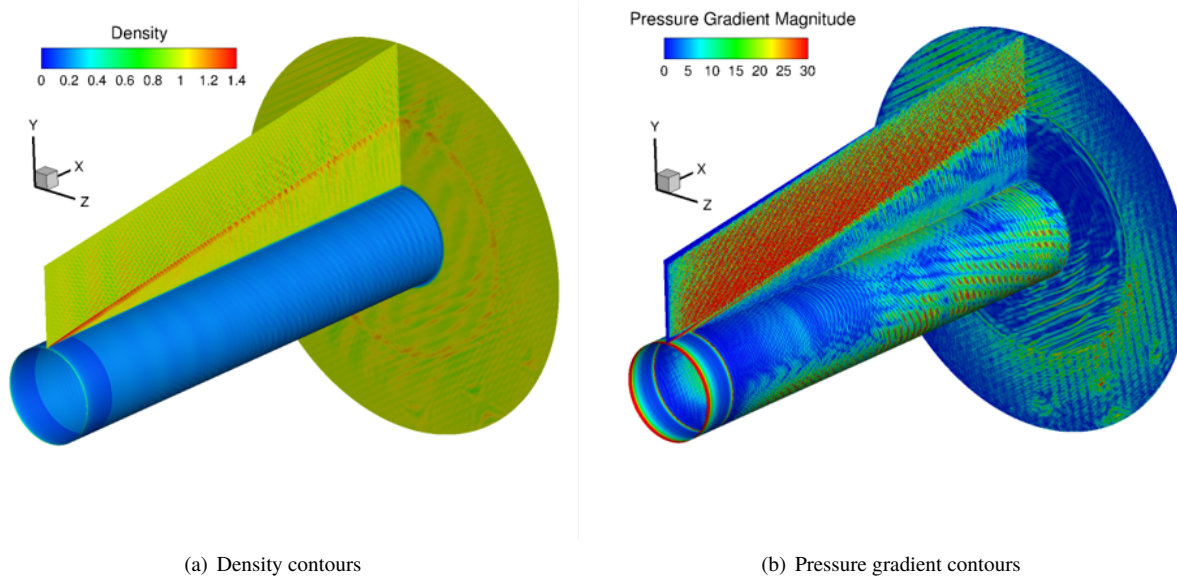 Density
0 0.2 0.4 0.6 0.8 1 1.2 1.4
Y
X
Z
Pressure Gradient Magnitude
0 5 10 15 20 25 30
Y
X
Z
(a) Density contours
(b) Pressure gradient contours